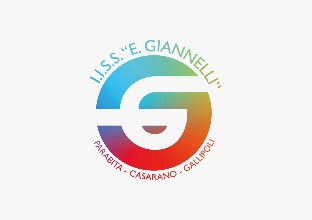 I.I.S.S. "E. GIANNELLI"
PARABITA - CASARANO - GALLIPOLI